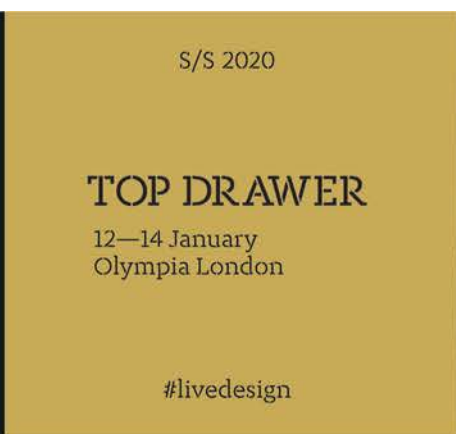 S/S 2020
TOP DRAWER
12—14 January
Olympia London
#livedesign